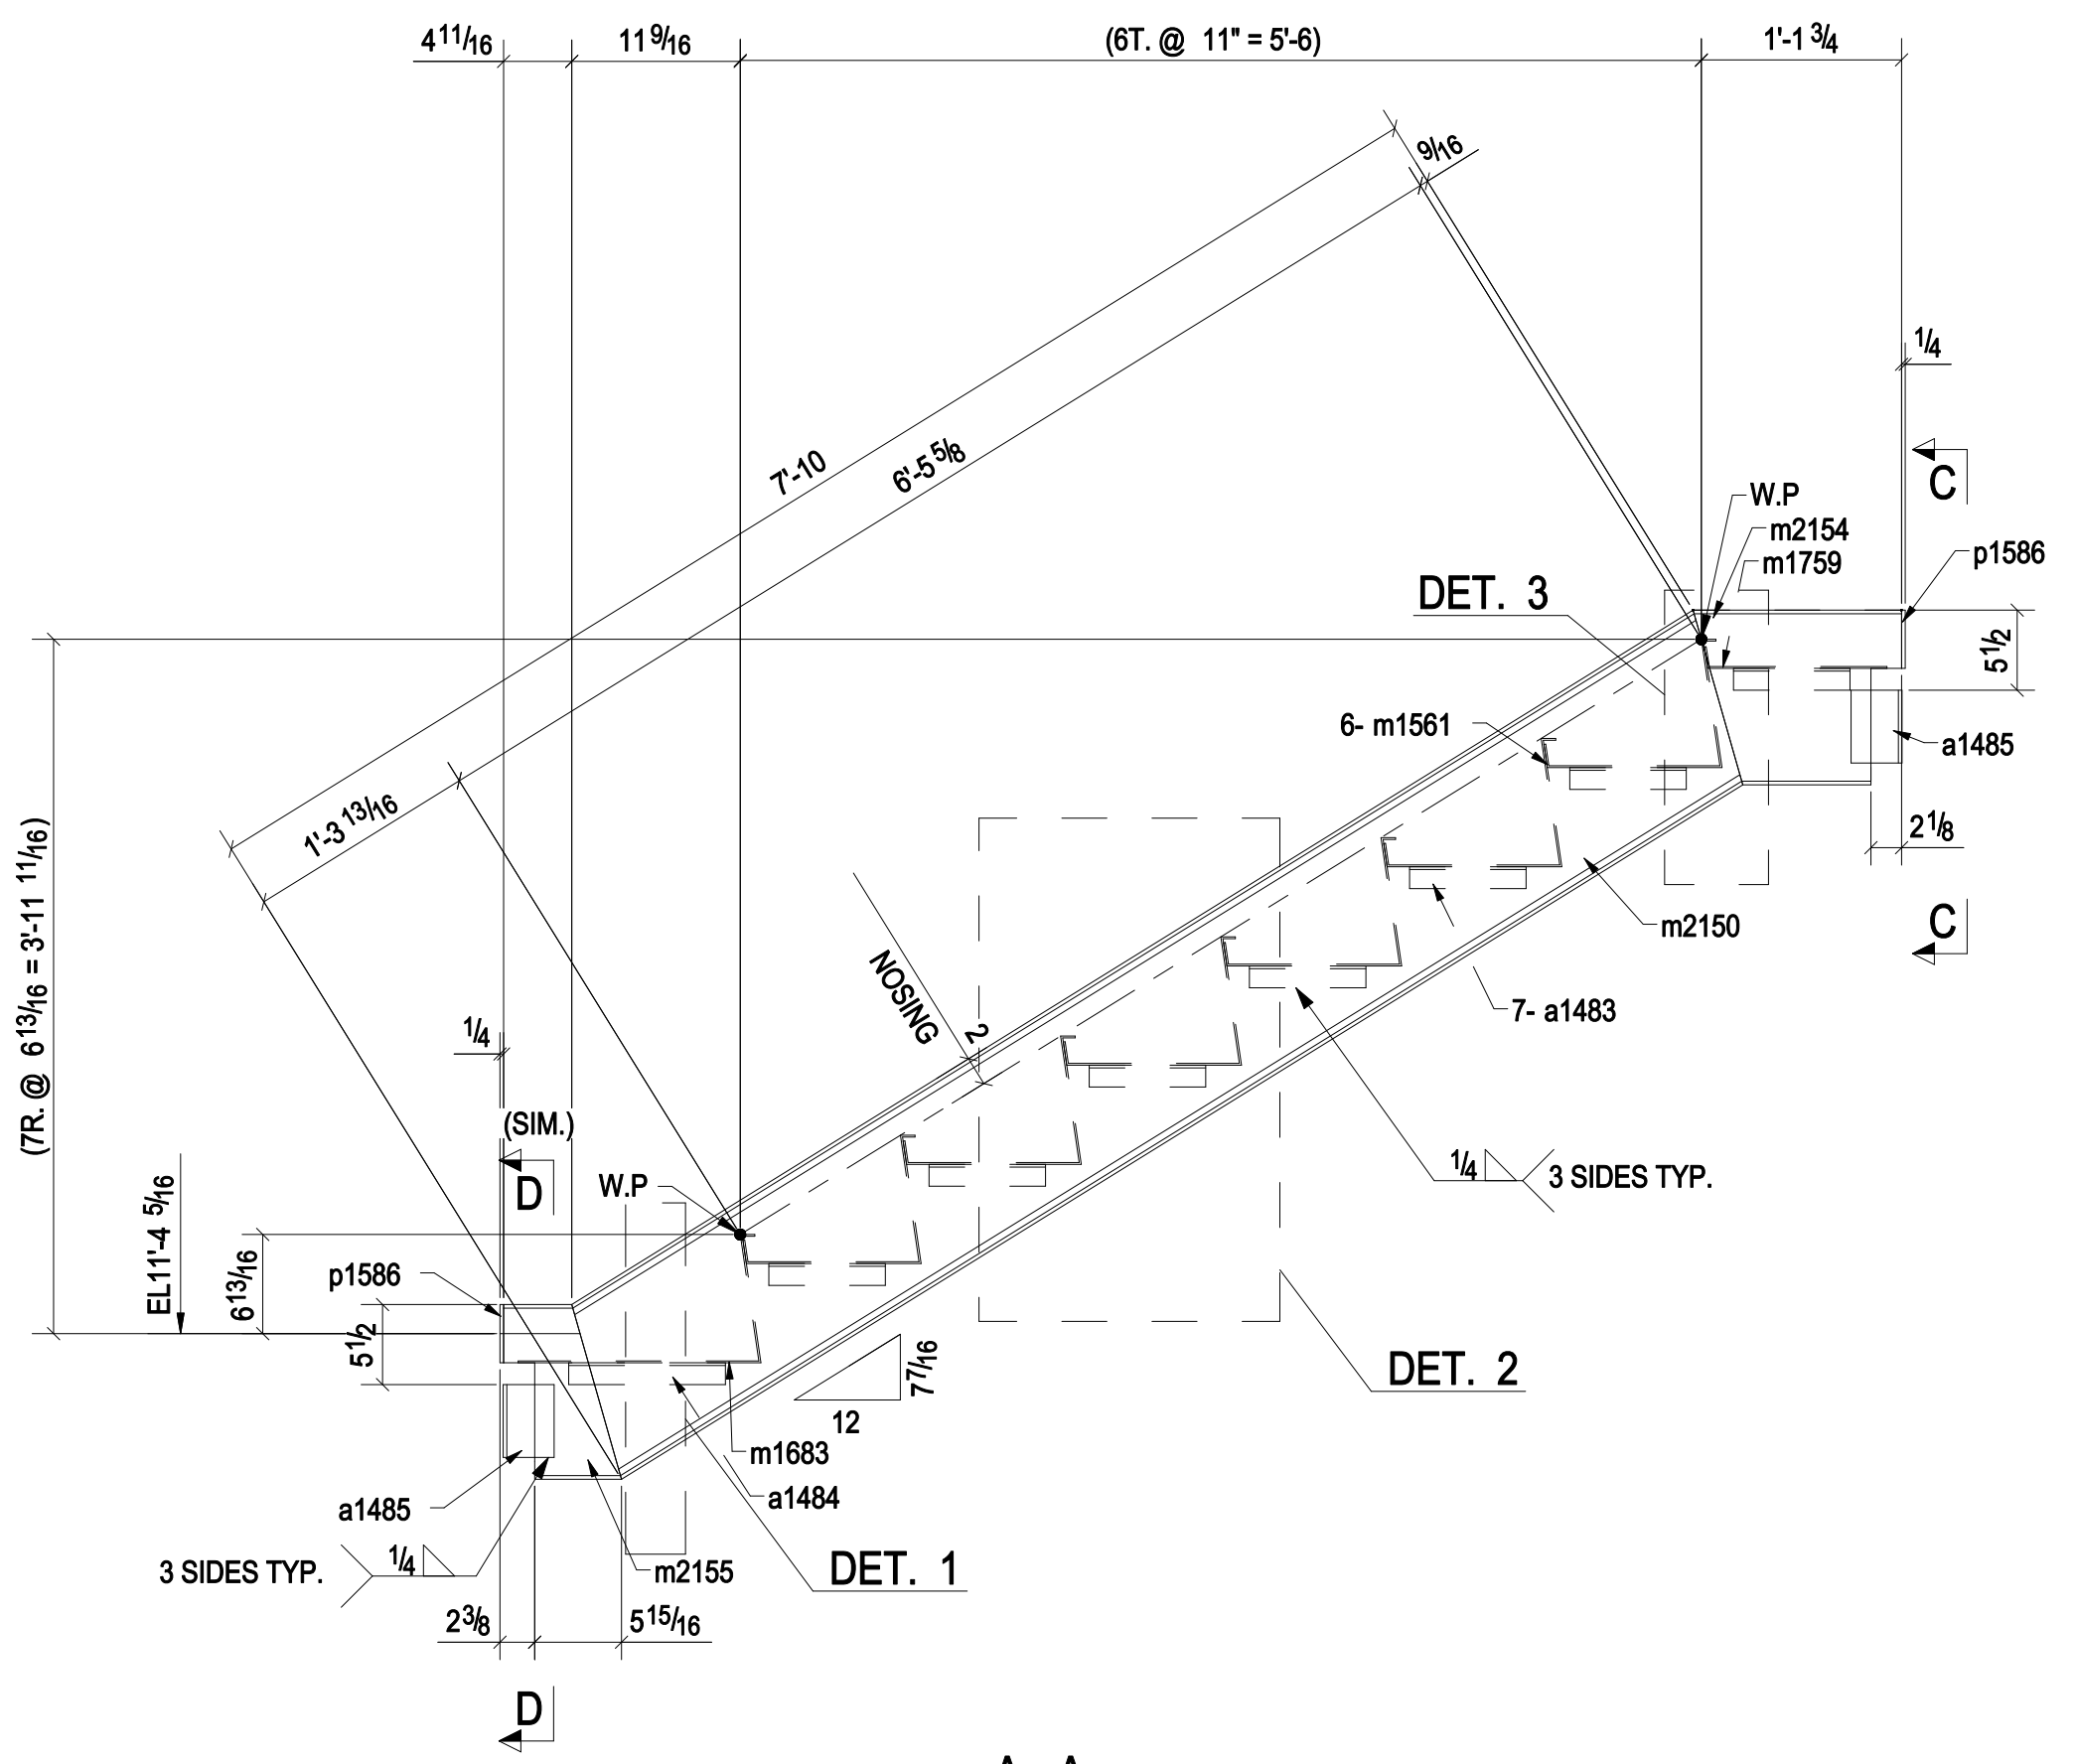 4 11/16
11 9/16
(6T. @ 11" = 5'-6)
1'-1 3/4
9/16
1/4
7'-10
6'-5 5/8
C
W.P
m2154
m1759
p1586
DET. 3
5 1/2
6- m1561
a1485
1'-3 13/16
2 1/8
(7R. @ 6 13/16 = 3'-11 11/16)
m2150
C
NOSING
2
7- a1483
1/4
(SIM.)
D
W.P
1/4
3 SIDES TYP.
EL11'-4 5/16
6 13/16
p1586
5 1/2
7 7/16
12
DET. 2
m1683
a1484
a1485
3 SIDES TYP.
1/4
m2155
DET. 1
2 3/8
5 15/16
D